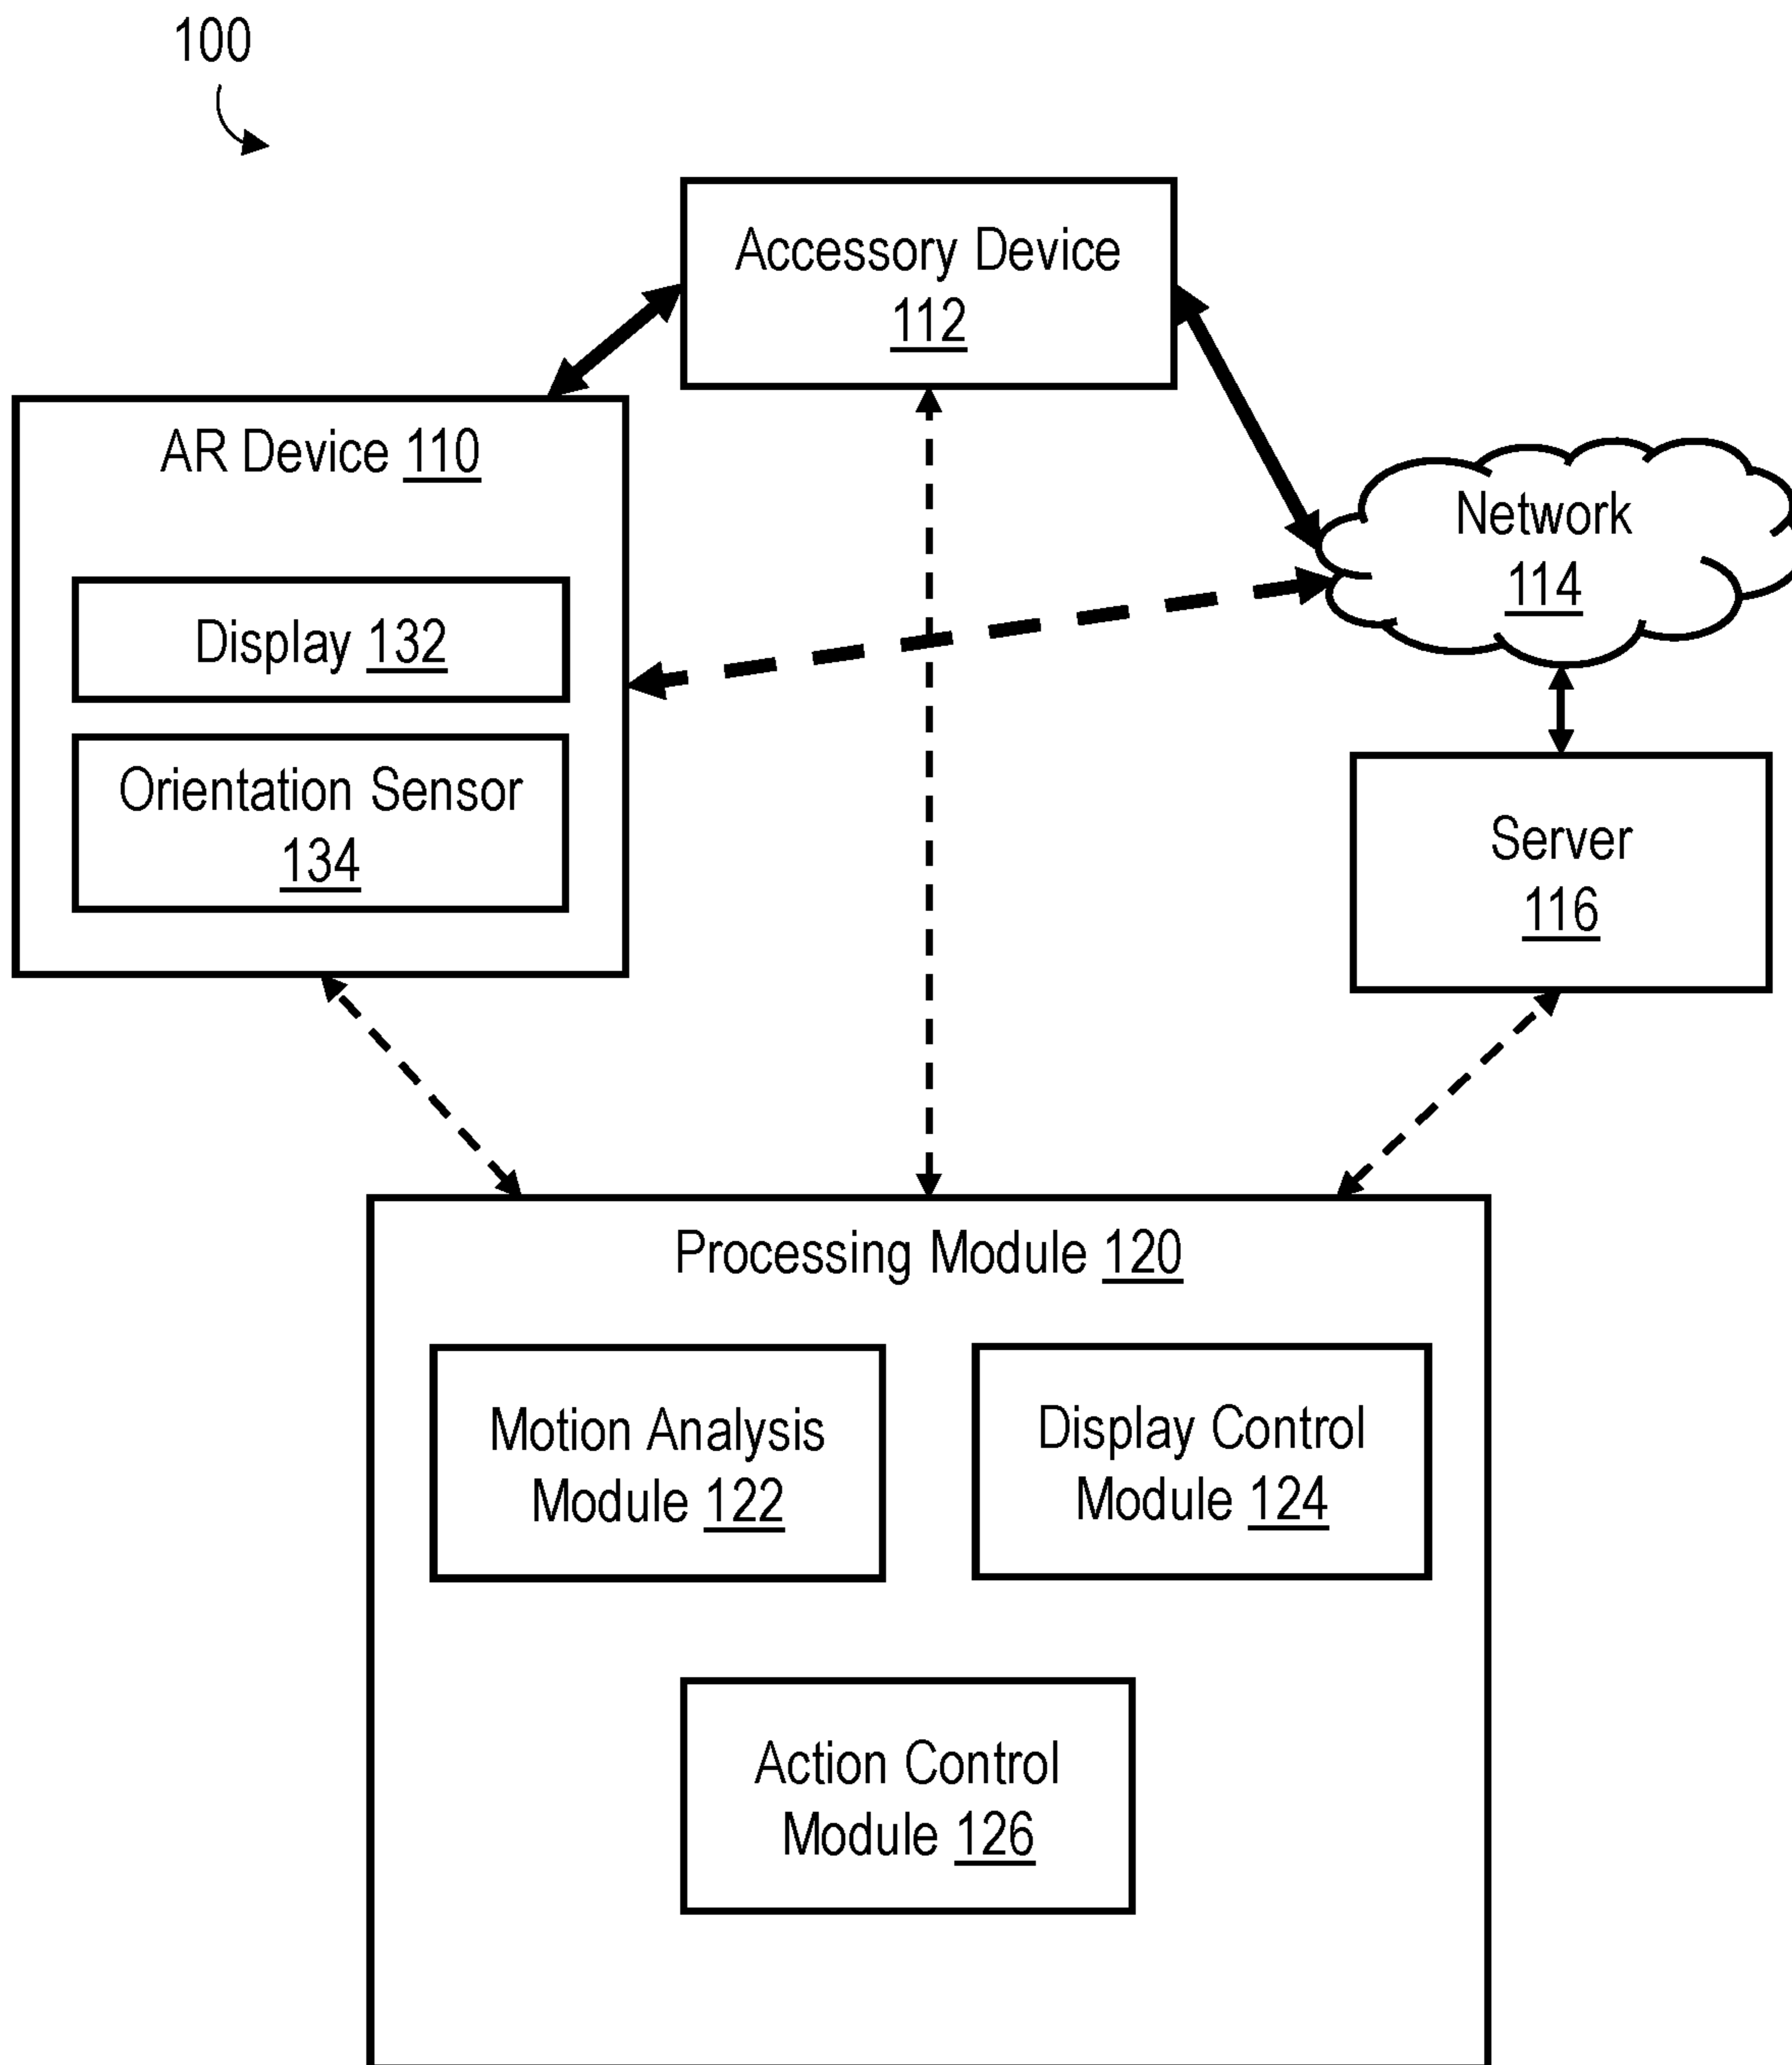 100
Accessory Device
112
AR Device 110
Display 132
Orientation Sensor
134
Network
114
Server
116
Processing Module 120
Motion Analysis
Module 122
Display Control
Module 124
Action Control
Module 126